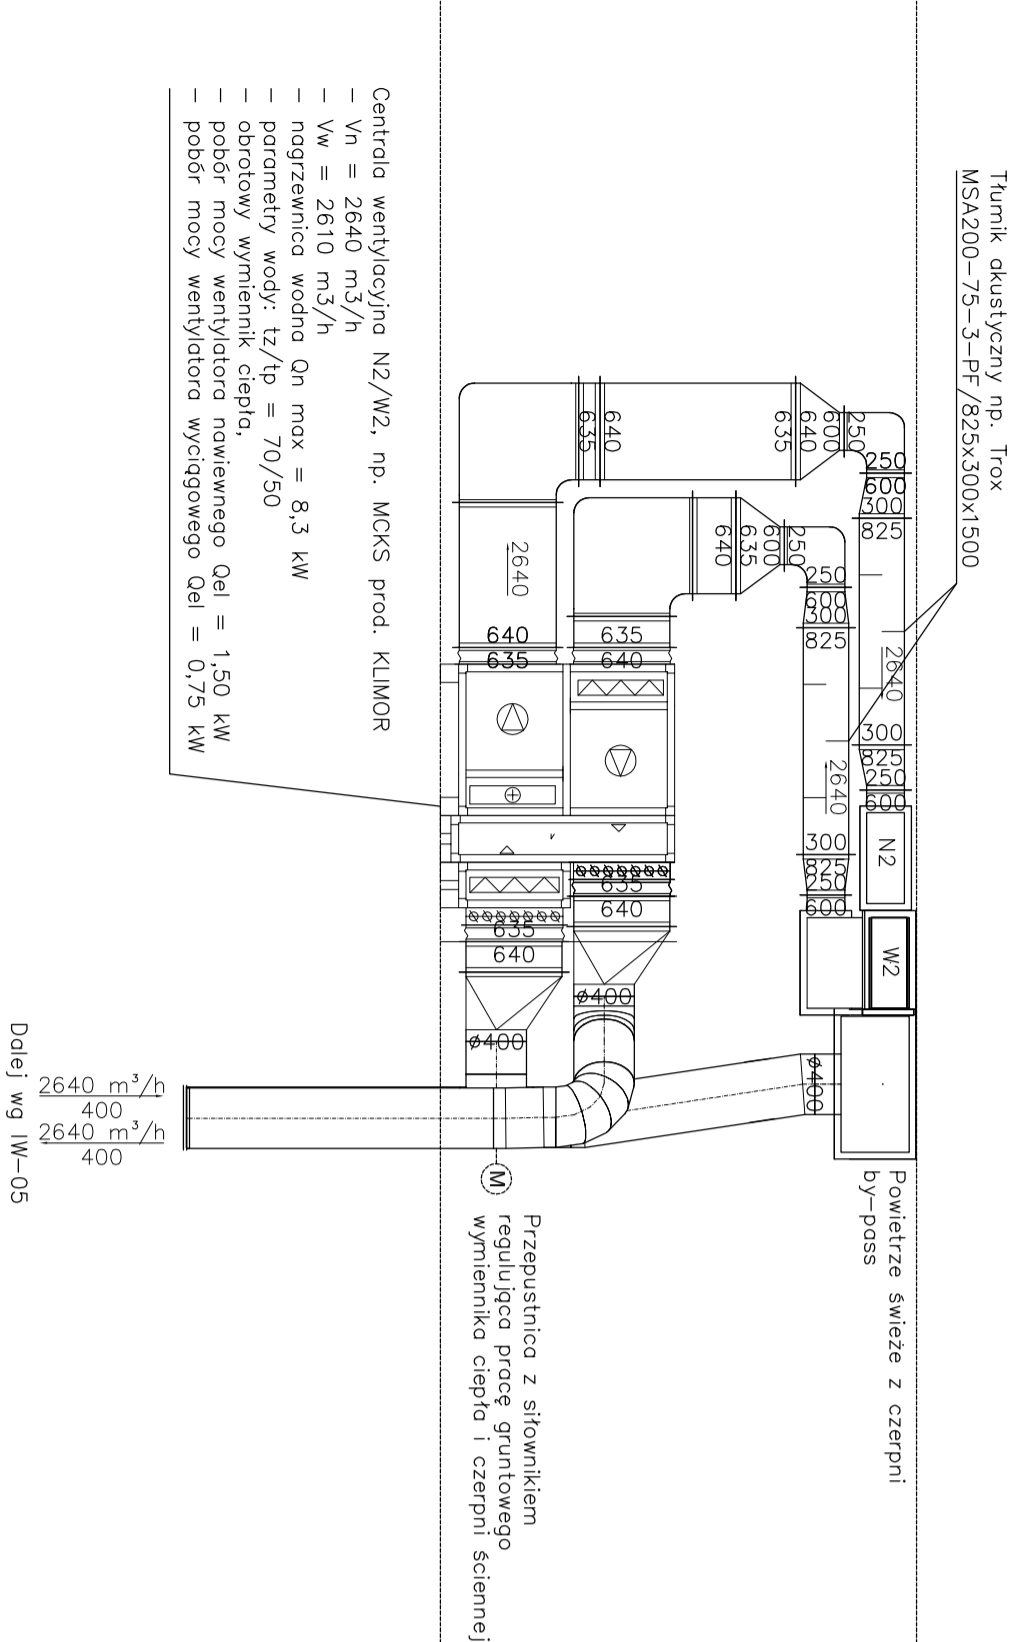 Tłumik akustyczny np. Trox
MSA200-75-3-PF/825x300x1500
Centrala wentylacyjna N2/W2, np. MCKS prod. KLIMOR
- Vn = 2640 m3/h
- Vw = 2610 m3/h
- nagrzewnica wodna Qn max = 8,3 kW
- parametry wody: tz/tp = 70/50
- obrotowy wymiennik ciepła,
- pobór mocy wentylatora nawiewnego Qel = 1,50 kW
- pobór mocy wentylatora wyciągowego Qel = 0,75 kW
640
635
640
635
640
600
250
250
600
300
825
640
635
600
250
250
600
300
825
2640
2640
2640
640
635
635
640
300
825
250
600
300
825
250
600
N2
W2
635
640
635
640
ø400
ø400
ø400
M
Powietrze świeże z czerpni
by-pass
Przepustnica z siłownikiem
regulująca pracę gruntowego
wymiennika ciepła i czerpni ściennej
2640 m³/h
400
2640 m³/h
400
Dalej wg IW-05